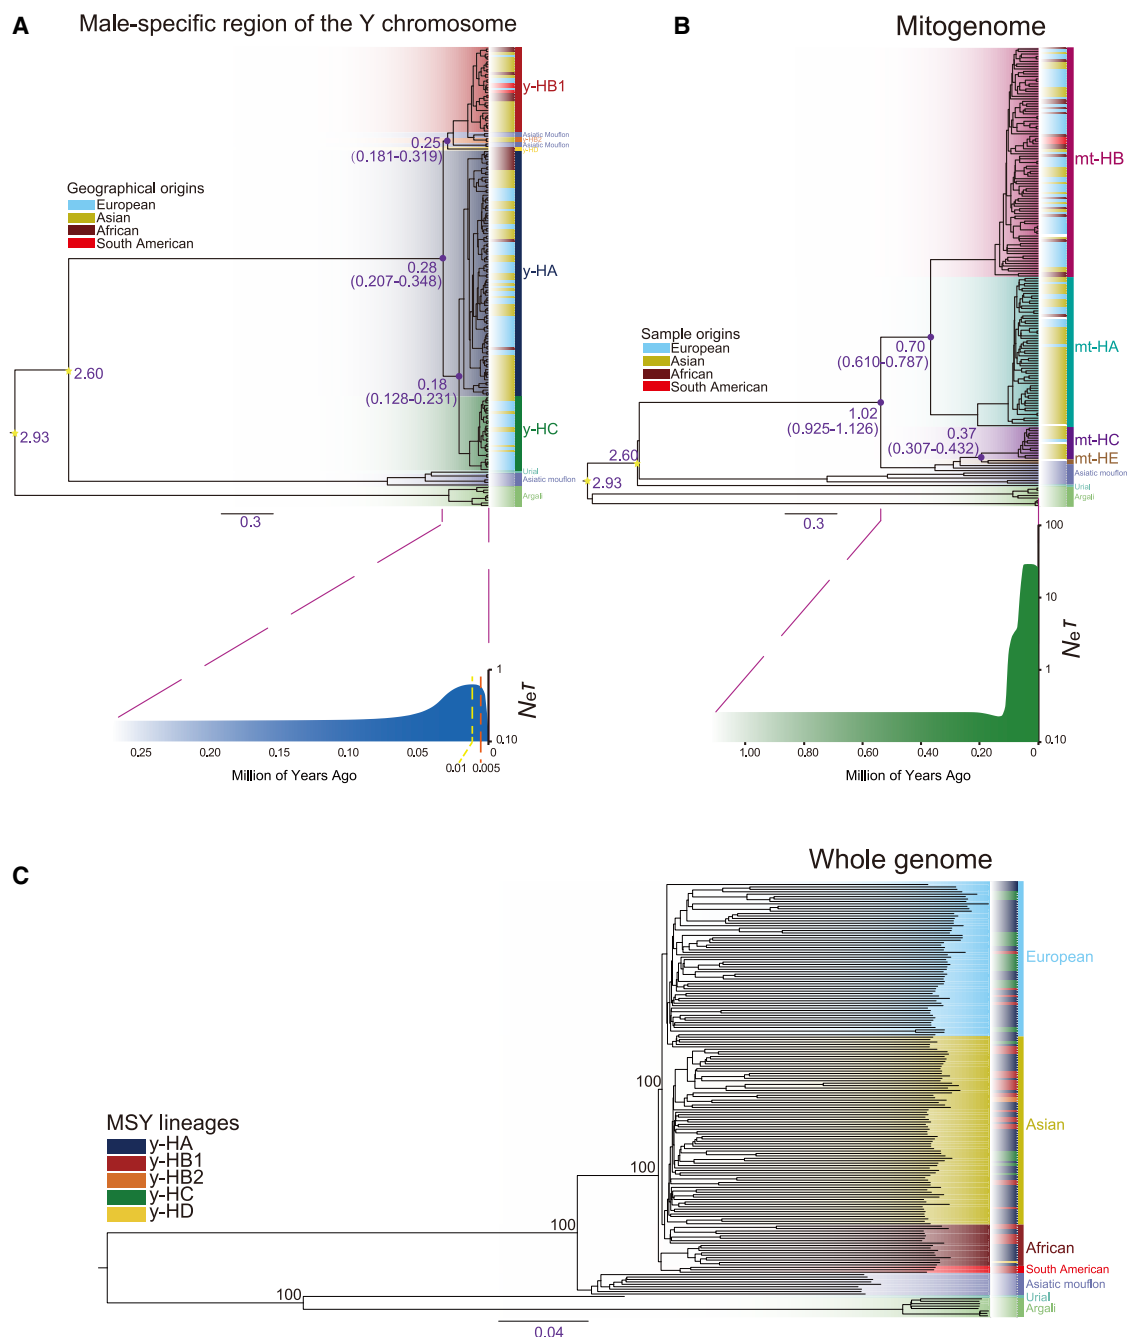 A
Male-specific region of the Y chromosome
y-HB1
Asiatic Mouflon
y-HB2
Asiatic Mouflon
y-HD
0.25
(0.181-0.319)
Geographical origins
European
Asian
African
South American
y-HA
0.28
(0.207-0.348)
2.60
0.18
(0.128-0.231)
y-HC
2.93
Urial
Asiatic mouflon
Argali
0.3
1
NeT
0.10
0.25
0.20
0.15
0.10
0.05
0
0.01
0.005
Million of Years Ago
B
Mitogenome
mt-HB
Sample origins
European
Asian
African
South American
0.70
(0.610-0.787)
mt-HA
1.02
(0.925-1.126)
0.37
(0.307-0.432)
mt-HC
mt-HE
Asiatic mouflon
2.60
2.93
Urial
Argali
0.3
100
10
NeT
1
0.10
1.00
0.80
0.60
0.40
0.20
0
Million of Years Ago
C
Whole genome
European
100
Asian
MSY lineages
y-HA
y-HB1
y-HB2
y-HC
y-HD
100
100
African
South American
Asiatic mouflon
100
Urial
Argali
0.04